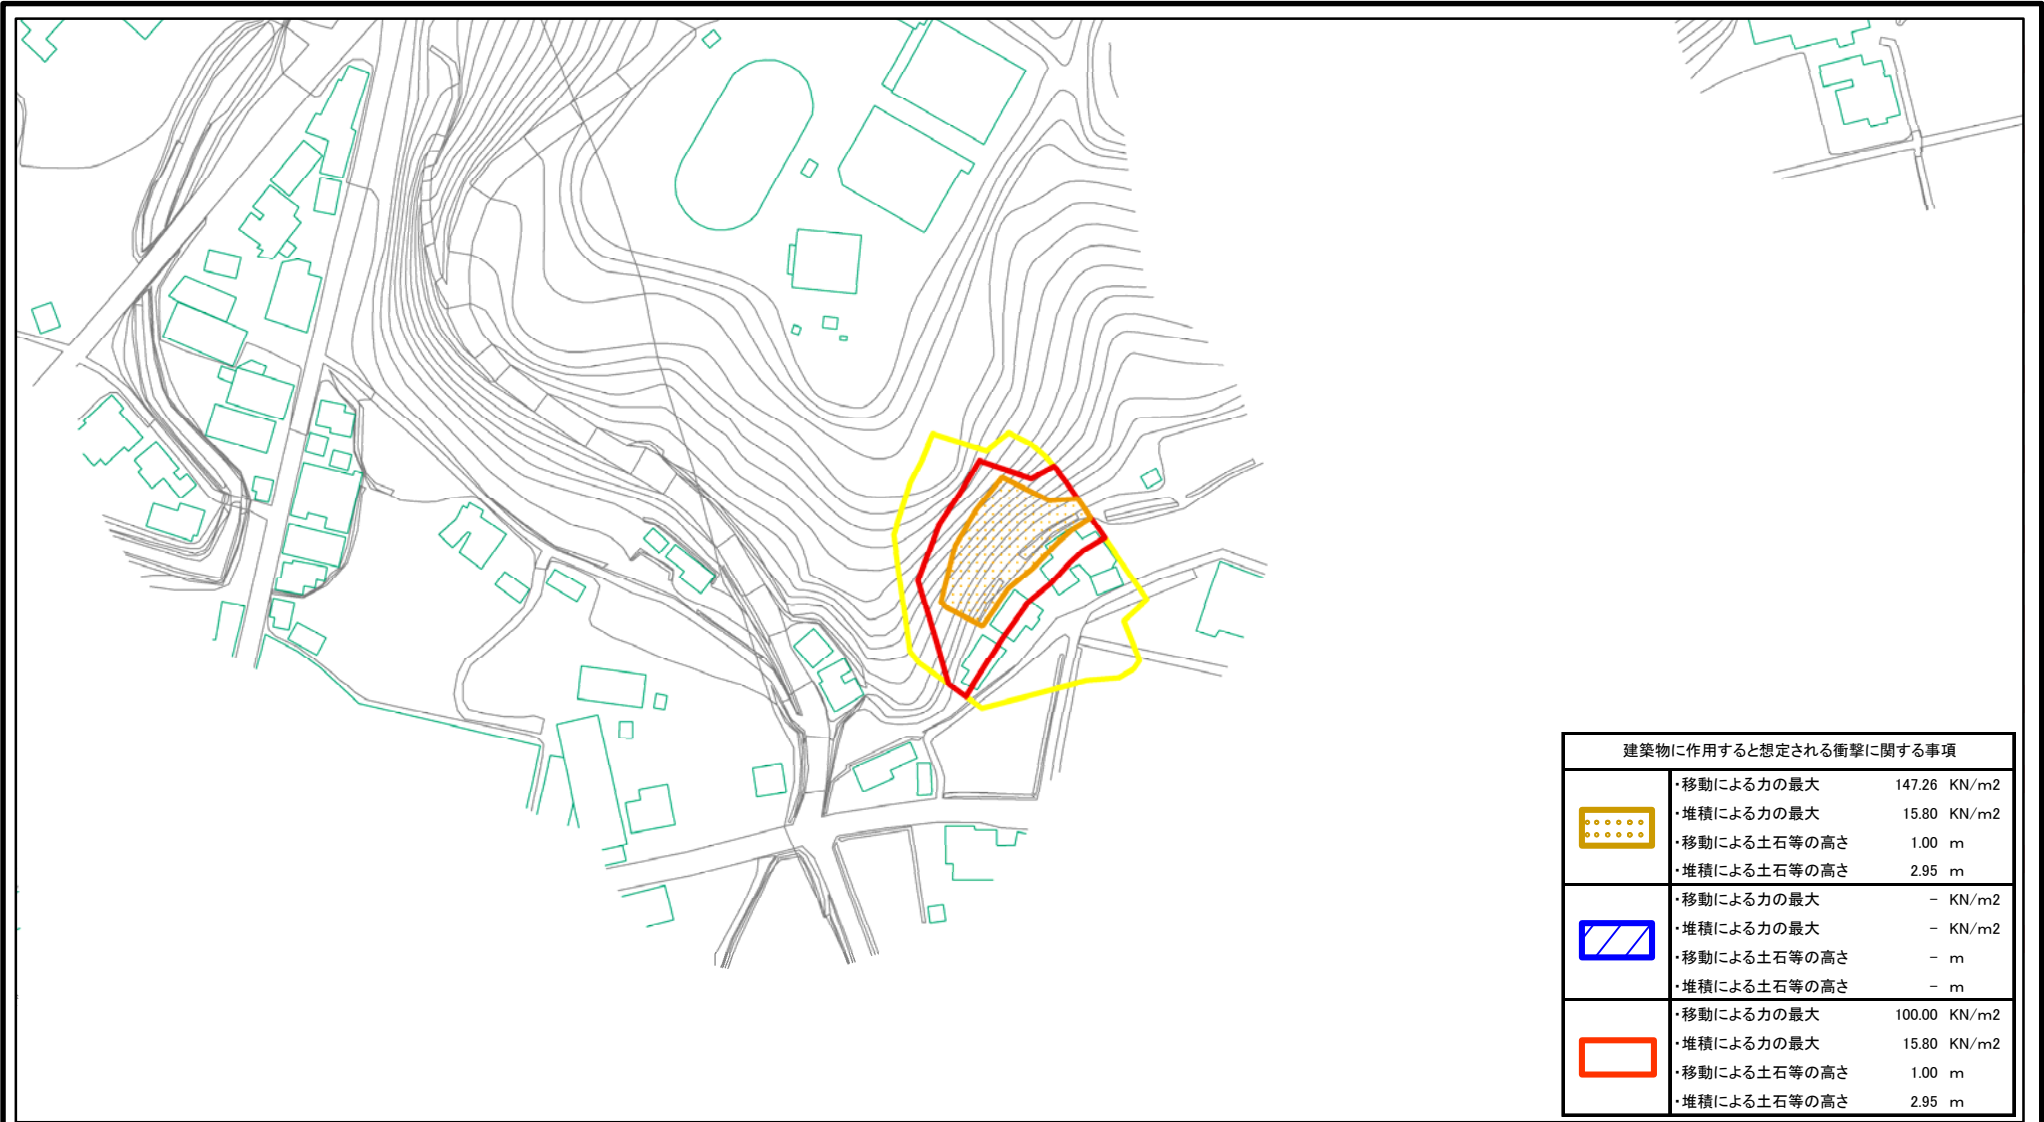 建築物に作用すると想定される衝撃に関する事項
・移動による力の最大 147.26 KN/m2
・堆積による力の最大 15.80 KN/m2
・移動による土石等の高さ 1.00 m
・堆積による土石等の高さ 2.95 m
・移動による力の最大 - KN/m2
・堆積による力の最大 - KN/m2
・移動による土石等の高さ - m
・堆積による土石等の高さ - m
・移動による力の最大 100.00 KN/m2
・堆積による力の最大 15.80 KN/m2
・移動による土石等の高さ 1.00 m
・堆積による土石等の高さ 2.95 m